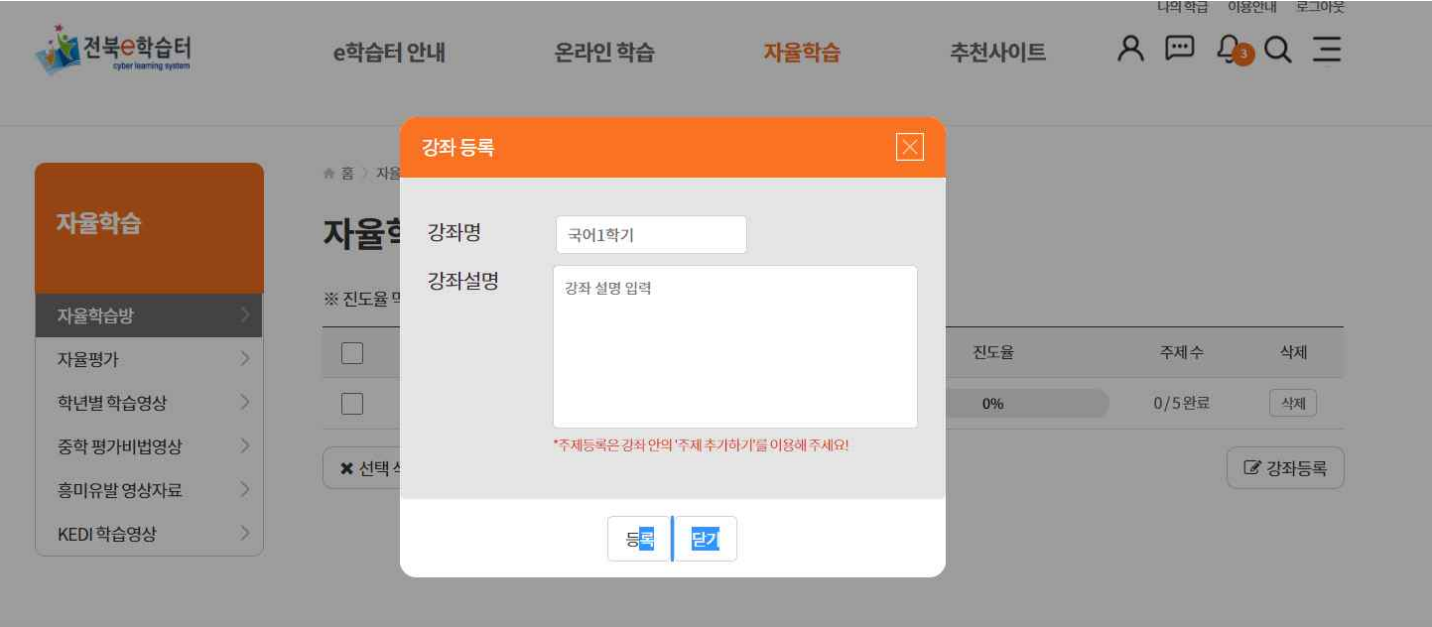 나의 학급 이용안내 로그아웃
전북e학습터
cyber learning system
e학습터 안내 온라인 학습 자율학습 추천사이트
3
강좌 등록
홈 > 자율
자율학습
자율학
강좌명 국어1학기
강좌설명 강좌 설명 입력
※ 진도율
자율학습방
자율평가 진도율 주제 수 삭제
학년별 학습영상 0% 0/5 완료 삭제
중학 평가비법영상
*주제등록은 강좌 안의 '주제 추가하기'를 이용해 주세요!
선택 강좌등록
흥미유발 영상자료
KEDI 학습영상
등록 닫기